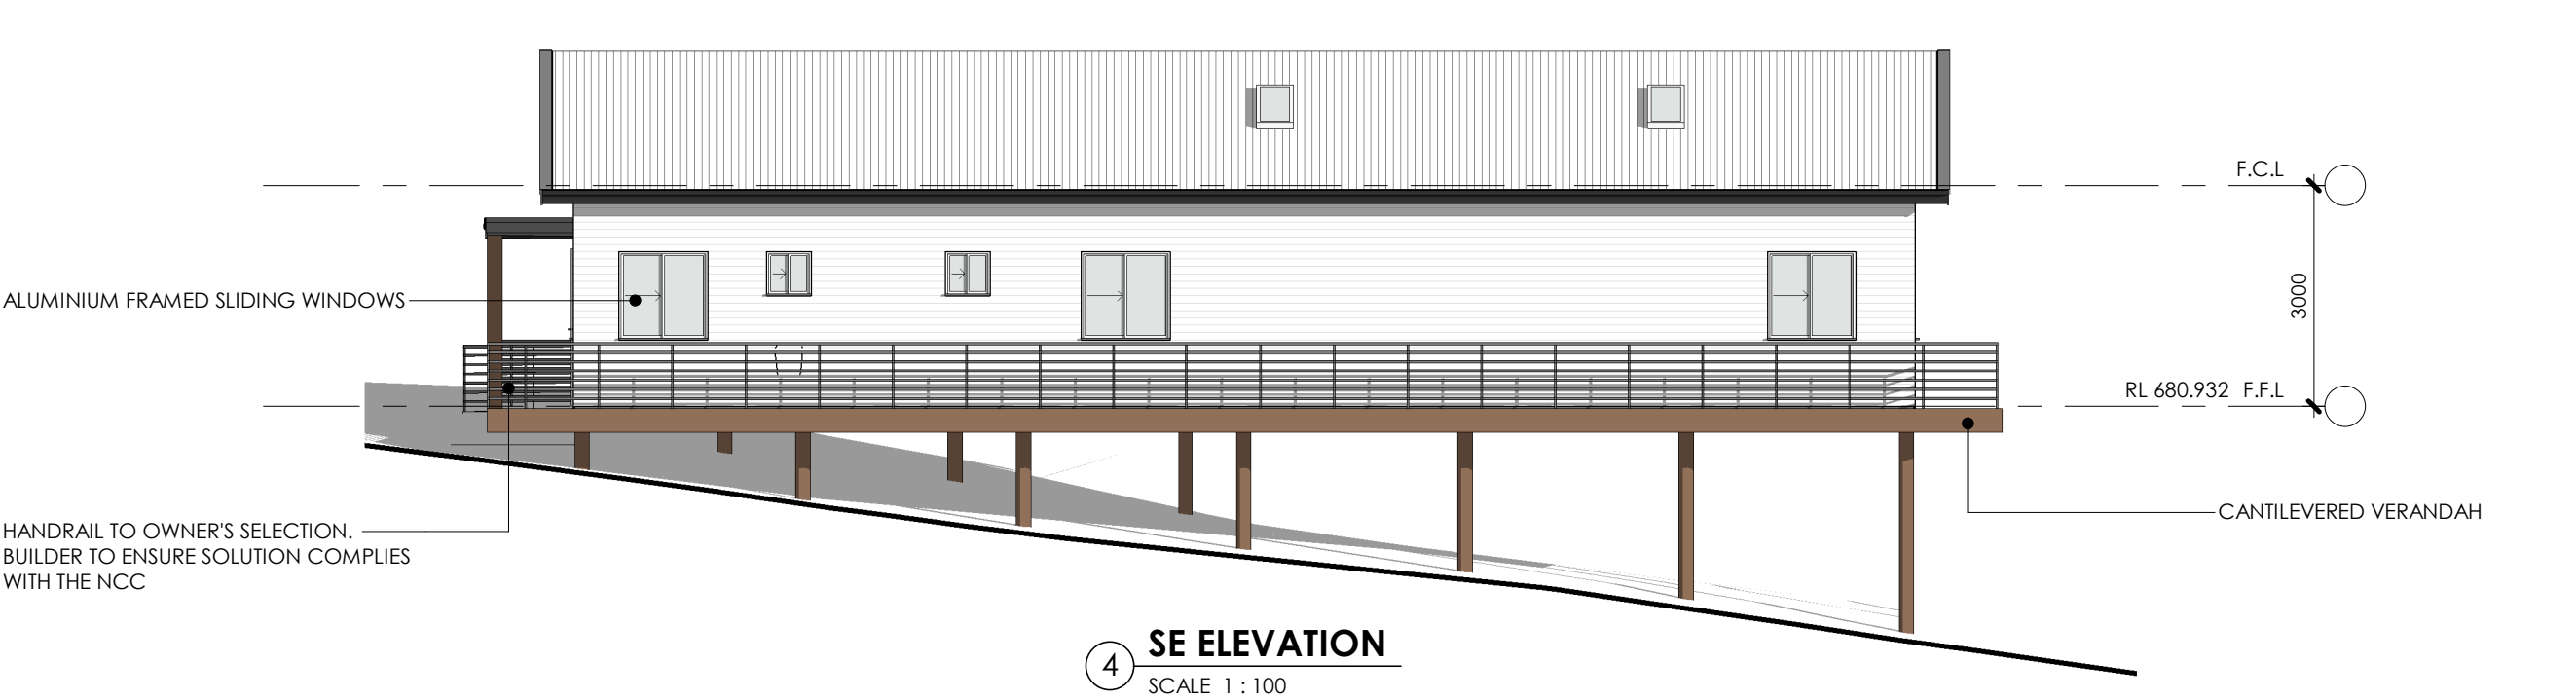 F.C.L
ALUMINIUM FRAMED SLIDING WINDOWS
3000
RL 680.932 F.F.L
HANDRAIL TO OWNER'S SELECTION.
BUILDER TO ENSURE SOLUTION COMPLIES
WITH THE NCC
CANTILEVERED VERANDAH
4
SE ELEVATION
SCALE 1 : 100